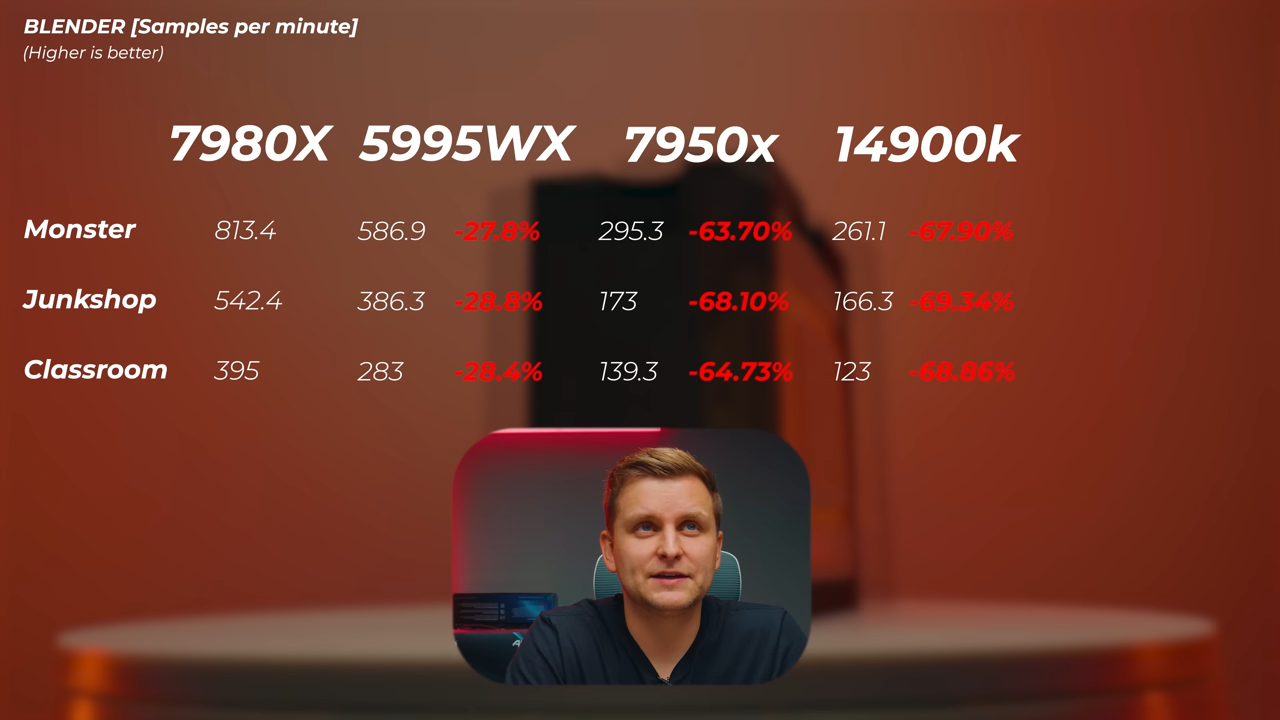 BLENDER [Samples per minute]
(Higher is better)
7980X 5995WX 7950x 14900k
Monster 813.4 586.9 -27.8% 295.3 -63.70% 261.1 -67.90%
Junkshop 542.4 386.3 -28.8% 173 -68.10% 166.3 -69.34%
Classroom 395 283 -28.4% 139.3 -64.73% 123 -68.86%